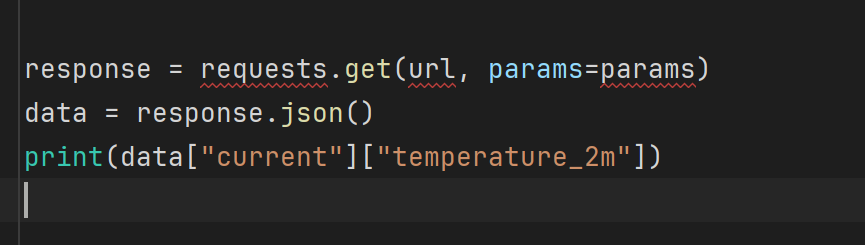 response = requests.get(url, params=params)
data = response.json()
print(data["current"]["temperature_2m"])